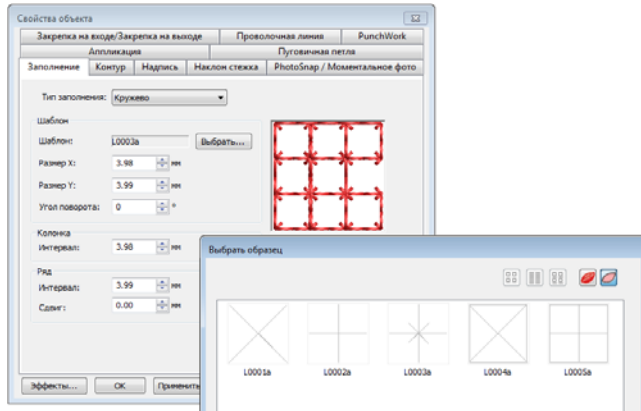 Свойства объекта
Закрепка на входе/Закрепка на выходе Проволочная линия PunchWork
Аппликация Пуговичная петля
Заполнение Контур Надпись Наклон стежка PhotoSnap / Моментальное фото
Тип заполнения: Кружево
Шаблон
Шаблон: L0003a Выбрать...
Размер X: 3.98 мм
Размер Y: 3.99 мм
Угол поворота: 0 °
Колонка
Интервал: 3.98 мм
Ряд
Интервал: 3.99 мм
Сдвиг: 0.00 мм
Эффекты... OK Применить
Выбрать образец
L0001a L0002a L0003a L0004a L0005a